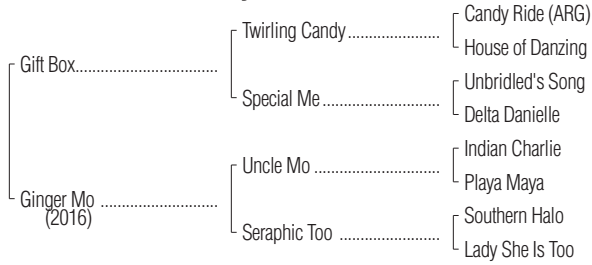 Candy Ride (ARG)
Twirling Candy
House of Danzing
Gift Box
Unbridled's Song
Special Me
Delta Danielle
Indian Charlie
Uncle Mo
Playa Maya
Ginger Mo
(2016)
Southern Halo
Seraphic Too
Lady She Is Too